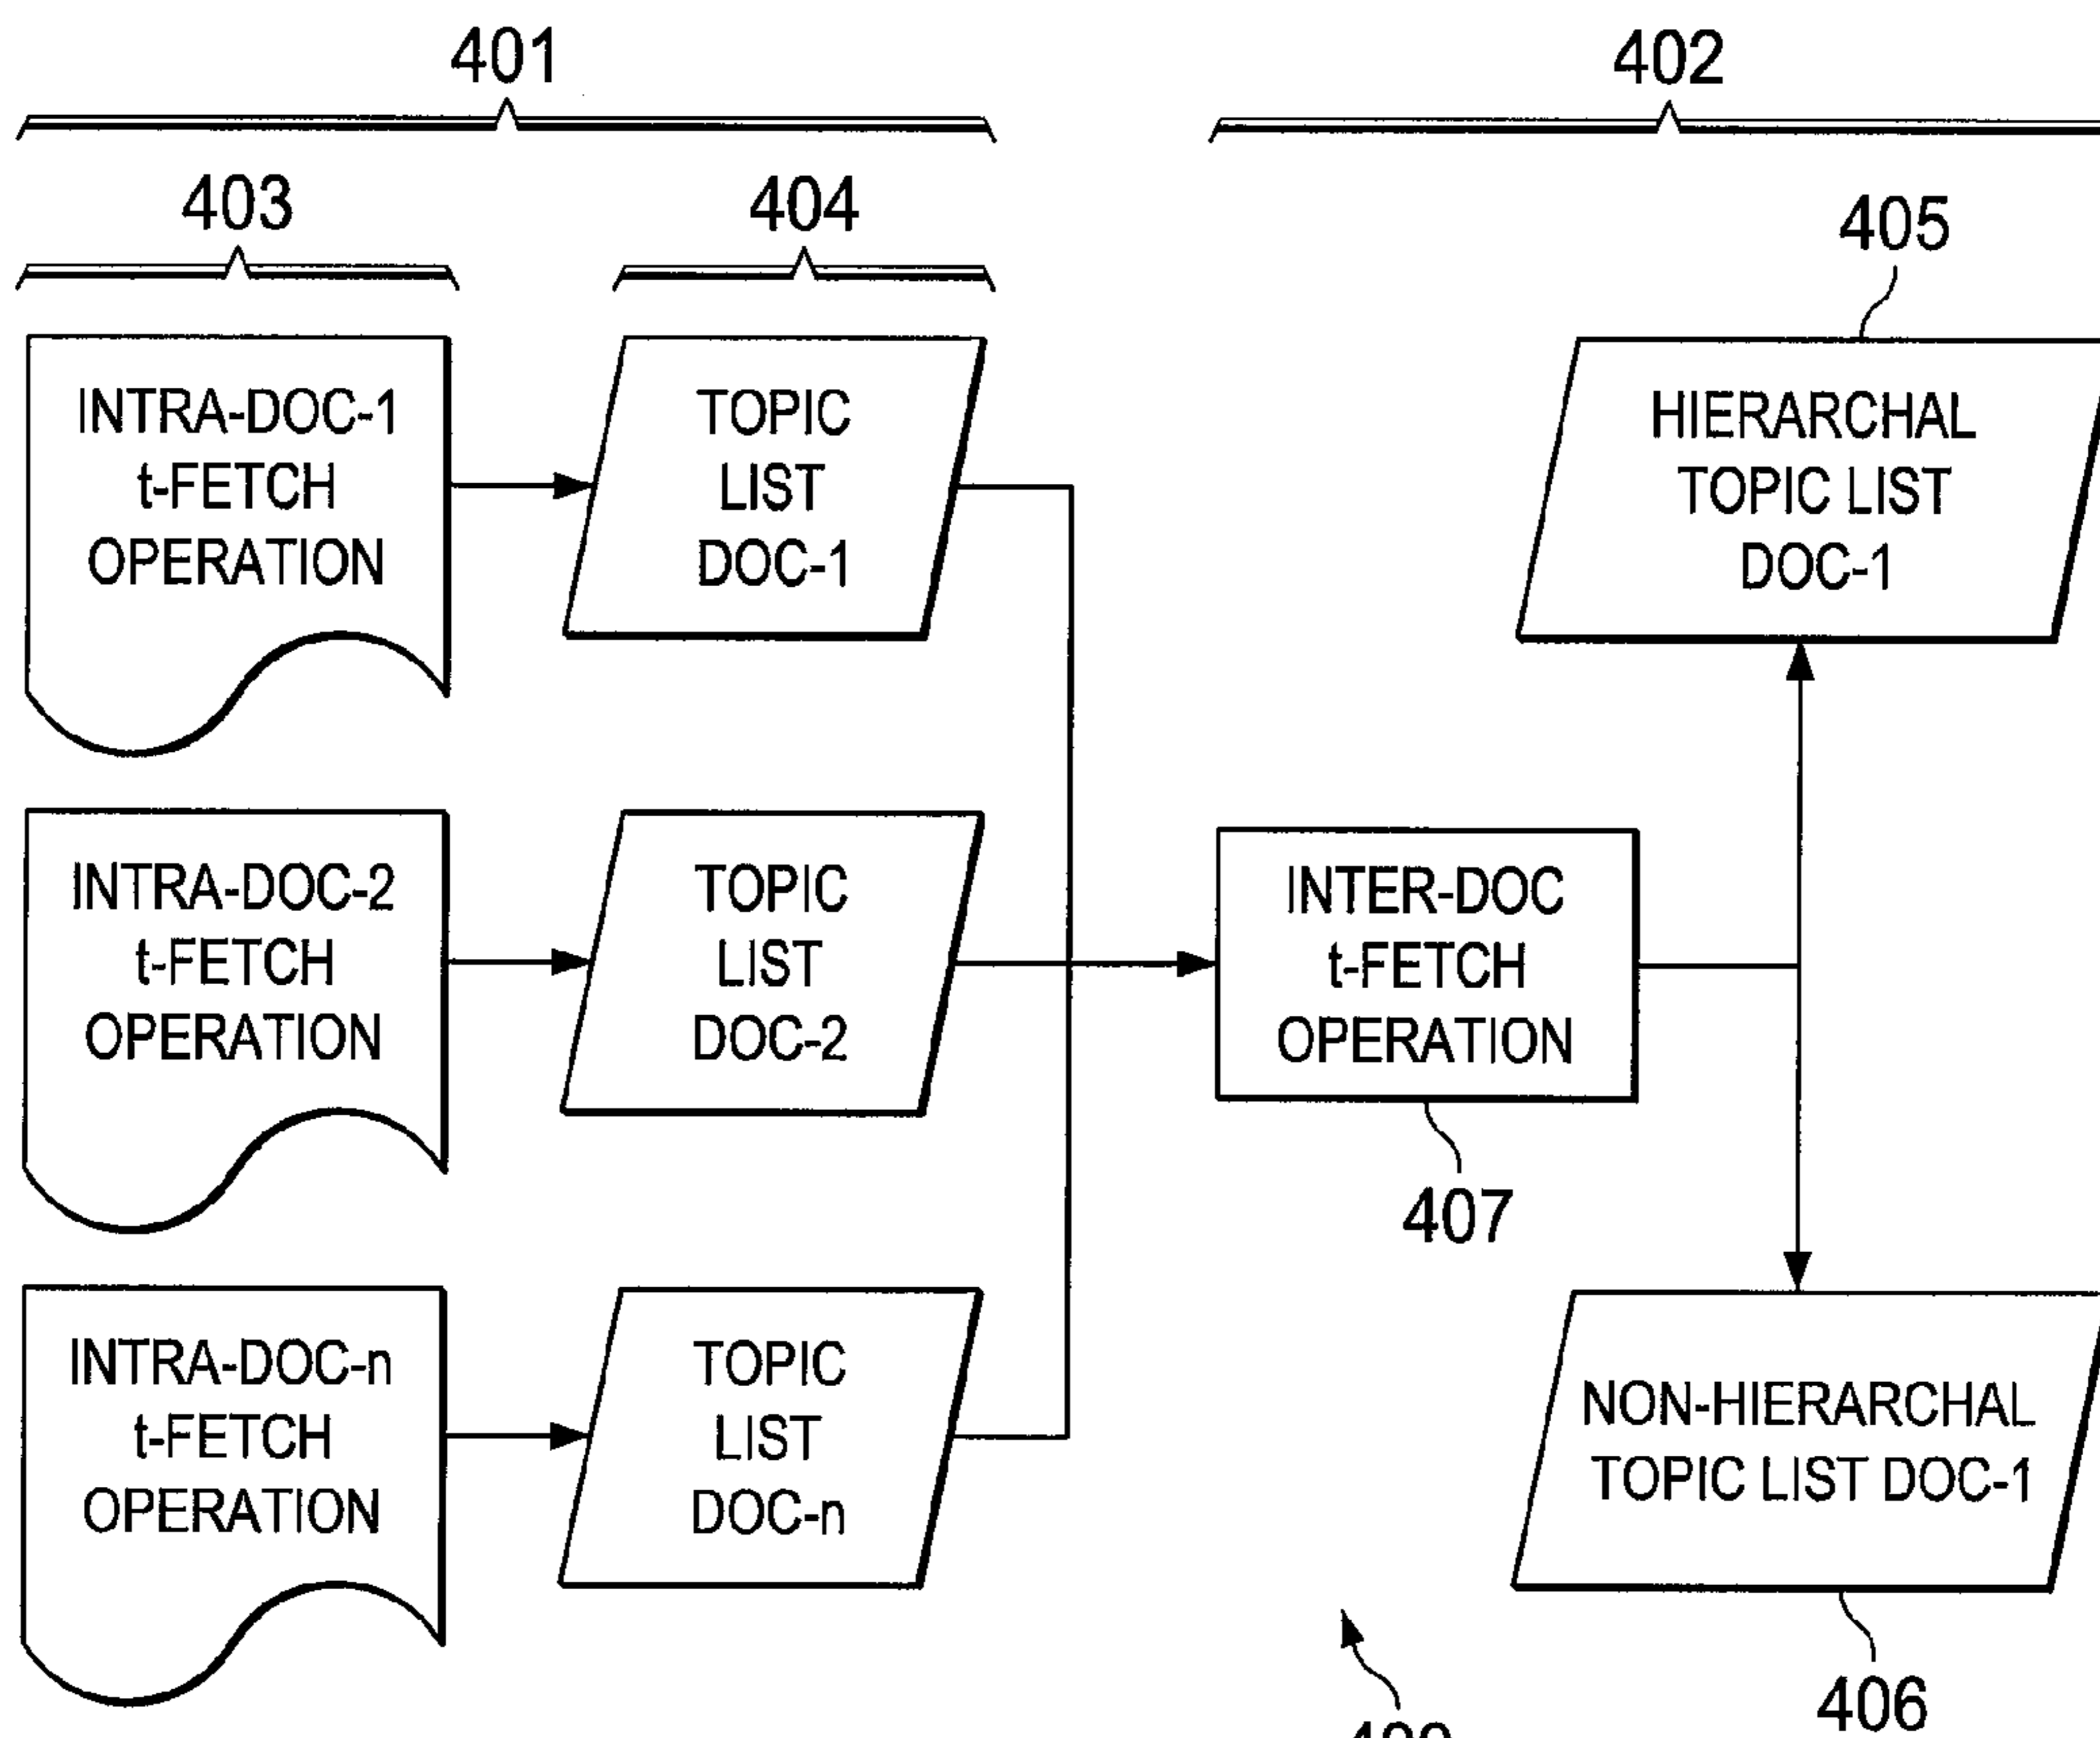 401
402
403
404
405
INTRA-DOC-1
t-FETCH
OPERATION
TOPIC
LIST
DOC-1
HIERARCHAL
TOPIC LIST
DOC-1
INTRA-DOC-2
t-FETCH
OPERATION
TOPIC
LIST
DOC-2
INTER-DOC
t-FETCH
OPERATION
407
INTRA-DOC-n
t-FETCH
OPERATION
TOPIC
LIST
DOC-n
NON-HIERARCHAL
TOPIC LIST DOC-1
406